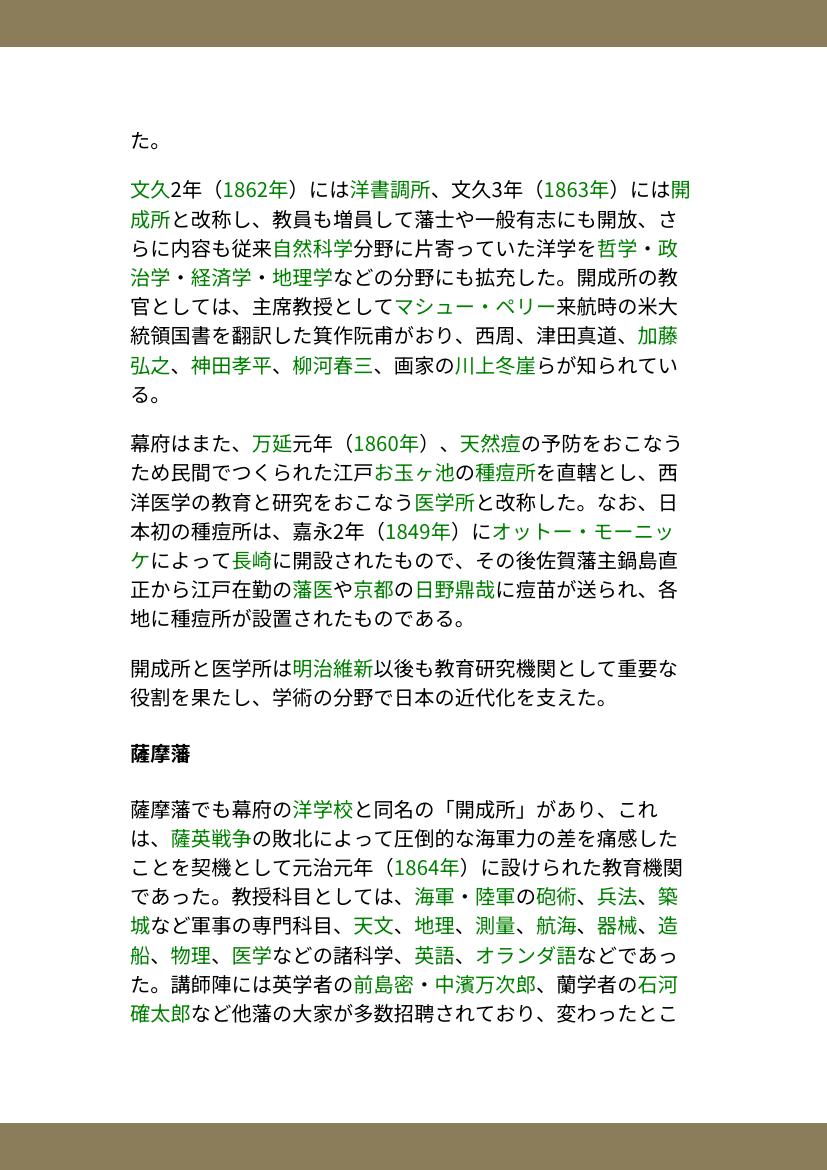 た。
文久2年（1862年）には洋書調所、文久3年（1863年）には開
成所と改称し、教員も増員して藩士や一般有志にも開放、さ
らに内容も従来自然科学分野に片寄っていた洋学を哲学・政
治学・経済学・地理学などの分野にも拡充した。開成所の教
官としては、主席教授としてマシュー・ペリー来航時の米大
統領国書を翻訳した箕作阮甫がおり、西周、津田真道、加藤
弘之、神田孝平、柳河春三、画家の川上冬崖らが知られてい
る。
幕府はまた、万延元年（1860年）、天然痘の予防をおこなう
ため民間でつくられた江戸お玉ヶ池の種痘所を直轄とし、西
洋医学の教育と研究をおこなう医学所と改称した。なお、日
本初の種痘所は、嘉永2年（1849年）にオットー・モーニッ
ケによって長崎に開設されたもので、その後佐賀藩主鍋島直
正から江戸在勤の藩医や京都の日野鼎哉に痘苗が送られ、各
地に種痘所が設置されたものである。
開成所と医学所は明治維新以後も教育研究機関として重要な
役割を果たし、学術の分野で日本の近代化を支えた。
薩摩藩
薩摩藩でも幕府の洋学校と同名の「開成所」があり、これ
は、薩英戦争の敗北によって圧倒的な海軍力の差を痛感した
ことを契機として元治元年（1864年）に設けられた教育機関
であった。教授科目としては、海軍・陸軍の砲術、兵法、築
城など軍事の専門科目、天文、地理、測量、航海、器械、造
船、物理、医学などの諸科学、英語、オランダ語などであっ
た。講師陣には英学者の前島密・中濱万次郎、蘭学者の石河
確太郎など他藩の大家が多数招聘されており、変わったとこ